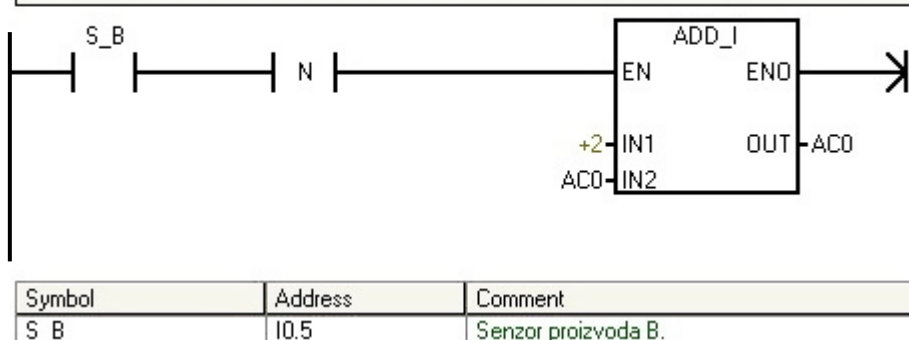 S_B
ADD_I
N
EN ENO
+2 IN1 OUT AC0
AC0 IN2
Symbol Address Comment
S_B I0.5 Senzor proizvoda B.